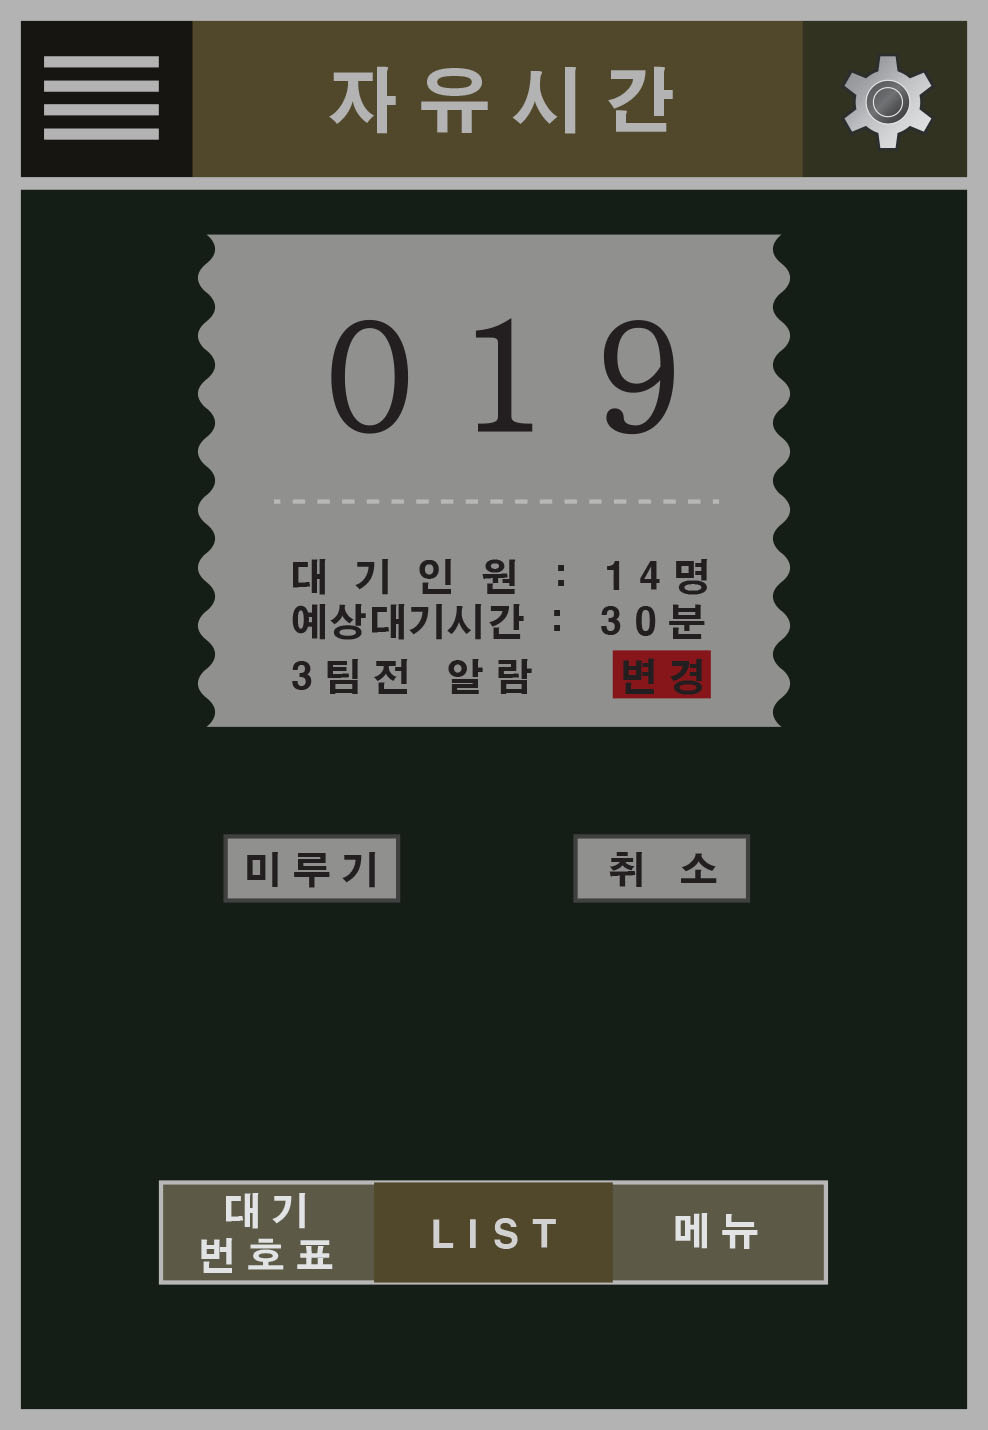 자유시간
019
대기인원 : 14명
예상대기시간 : 30분
3팀전 알람 변경
미루기 취소
대기
번호표
LIST
메뉴